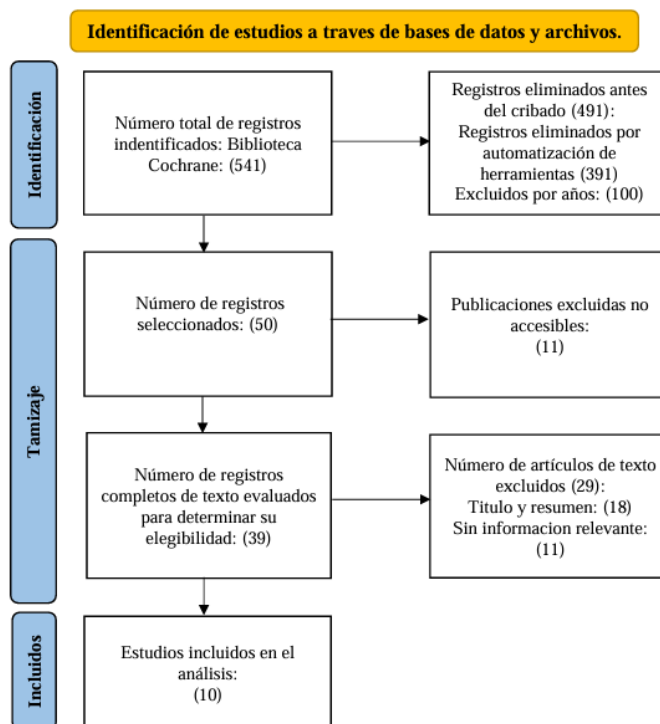 Identificación de estudios a traves de bases de datos y archivos.
Identificación
Número total de registros
indentificados: Biblioteca
Cochrane: (541)
Registros eliminados antes
del cribado (491):
Registros eliminados por
automatización de
herramientas (391)
Excluidos por años: (100)
Tamizaje
Número de registros
seleccionados: (50)
Publicaciones excluidas no
accesibles:
(11)
Número de registros
completos de texto evaluados
para determinar su
elegibilidad: (39)
Número de artículos de texto
excluidos (29):
Titulo y resumen: (18)
Sin informacion relevante:
(11)
Incluidos
Estudios incluidos en el
análisis:
(10)